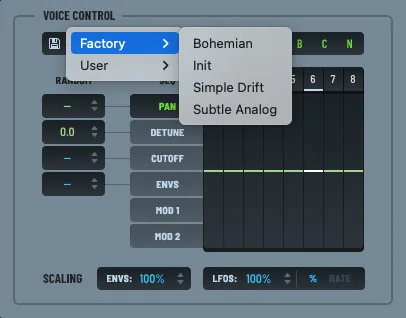 VOICE CONTROL
Factory > Bohemian
B C N
User > Init
Simple Drift
Subtle Analog
5 6 7 8
– PAN
0.0 DETUNE
– CUTOFF
– ENVS
MOD 1
MOD 2
SCALING ENVS: 100% LFOS: 100% % RATE